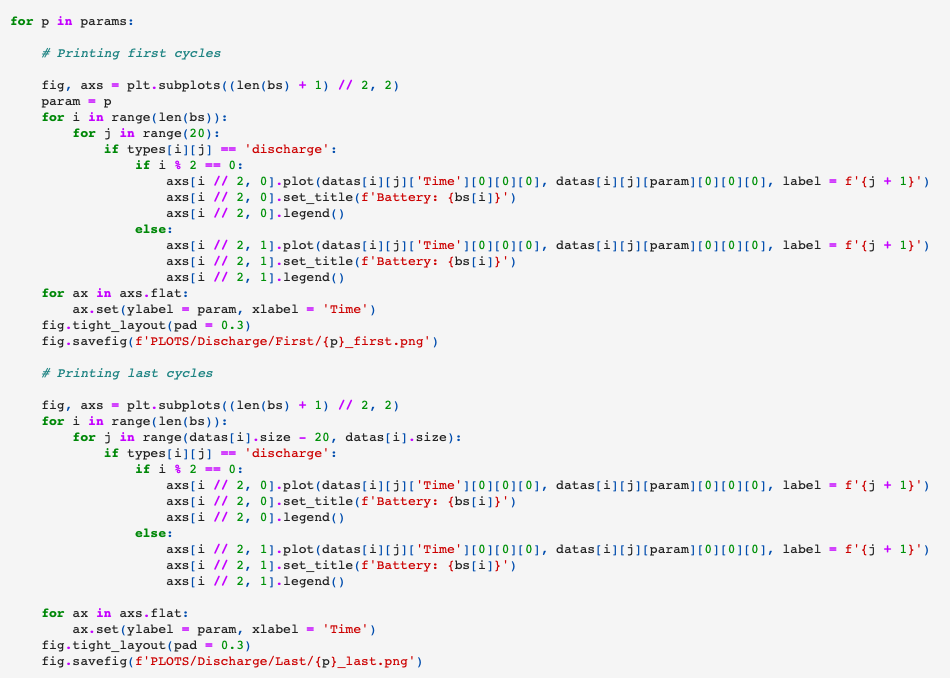 for p in params:

    # Printing first cycles

    fig, axs = plt.subplots((len(bs) + 1) // 2, 2)
    param = p
    for i in range(len(bs)):
        for j in range(20):
            if types[i][j] == 'discharge':
                if i % 2 == 0:
                    axs[i // 2, 0].plot(datas[i][j]['Time'][0][0][0], datas[i][j][param][0][0][0], label = f'{j + 1}')
                    axs[i // 2, 0].set_title(f'Battery: {bs[i]}')
                    axs[i // 2, 0].legend()
                else:
                    axs[i // 2, 1].plot(datas[i][j]['Time'][0][0][0], datas[i][j][param][0][0][0], label = f'{j + 1}')
                    axs[i // 2, 1].set_title(f'Battery: {bs[i]}')
                    axs[i // 2, 1].legend()
    for ax in axs.flat:
        ax.set(ylabel = param, xlabel = 'Time')
    fig.tight_layout(pad = 0.3)
    fig.savefig(f'PLOTS/Discharge/First/{p}_first.png')

    # Printing last cycles

    fig, axs = plt.subplots((len(bs) + 1) // 2, 2)
    for i in range(len(bs)):
        for j in range(datas[i].size - 20, datas[i].size):
            if types[i][j] == 'discharge':
                if i % 2 == 0:
                    axs[i // 2, 0].plot(datas[i][j]['Time'][0][0][0], datas[i][j][param][0][0][0], label = f'{j + 1}')
                    axs[i // 2, 0].set_title(f'Battery: {bs[i]}')
                    axs[i // 2, 0].legend()
                else:
                    axs[i // 2, 1].plot(datas[i][j]['Time'][0][0][0], datas[i][j][param][0][0][0], label = f'{j + 1}')
                    axs[i // 2, 1].set_title(f'Battery: {bs[i]}')
                    axs[i // 2, 1].legend()

    for ax in axs.flat:
        ax.set(ylabel = param, xlabel = 'Time')
    fig.tight_layout(pad = 0.3)
    fig.savefig(f'PLOTS/Discharge/Last/{p}_last.png')